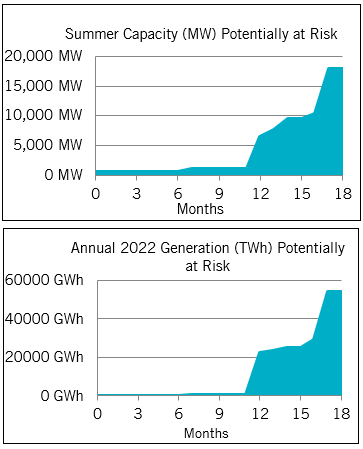 Summer Capacity (MW) Potentially at Risk
20,000 MW
15,000 MW
10,000 MW
5,000 MW
0 MW
0 3 6 9 12 15 18
Months
Annual 2022 Generation (TWh) Potentially
at Risk
60000 GWh
40000 GWh
20000 GWh
0 GWh
0 3 6 9 12 15 18
Months